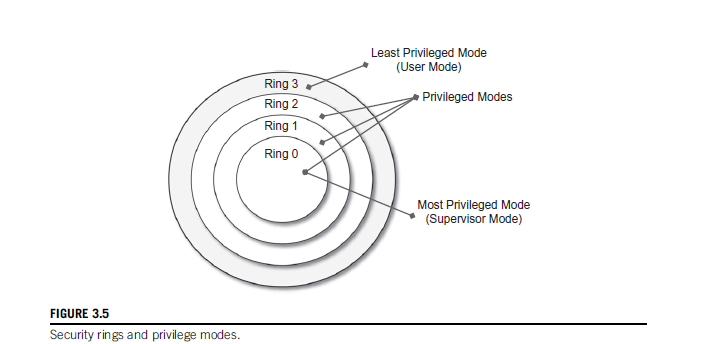 Least Privileged Mode
(User Mode)
Ring 3
Privileged Modes
Ring 2
Ring 1
Ring 0
Most Privileged Mode
(Supervisor Mode)
FIGURE 3.5
Security rings and privilege modes.